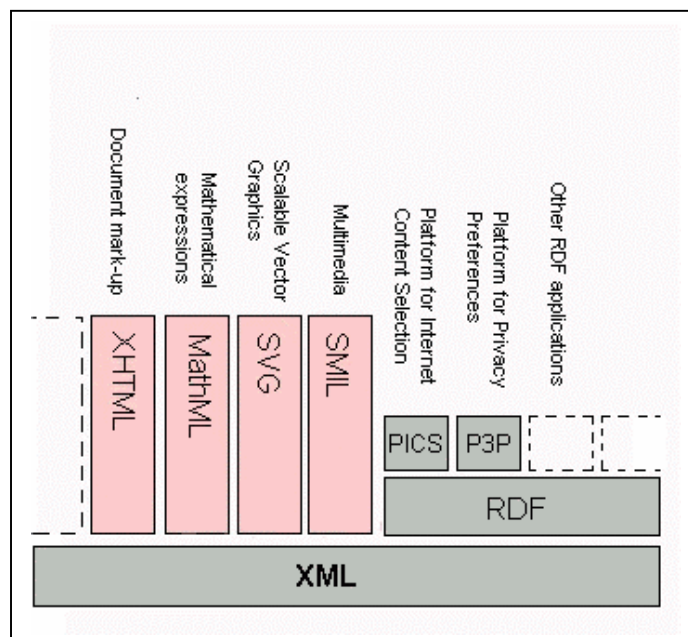 Document mark-up
Mathematical
expressions
Scalable Vector
Graphics
Multimedia
Platform for Internet
Content Selection
Platform for Privacy
Preferences
Other RDF applications
XHTML
MathML
SVG
SMIL
PICS
P3P
RDF
XML